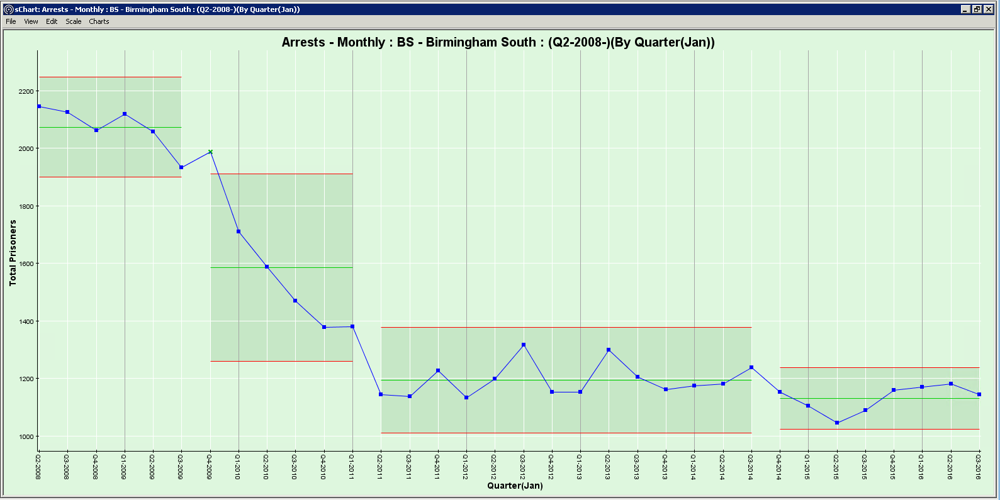 sChart: Arrests - Monthly : BS - Birmingham South : (Q2-2008-)(By Quarter(Jan))
File View Edit Scale Charts
Arrests - Monthly : BS - Birmingham South : (Q2-2008-)(By Quarter(Jan))
Total Prisoners
2200
2000
1800
1600
1400
1200
1000
Q2-2008 Q3-2008 Q4-2008 Q1-2009 Q2-2009 Q3-2009 Q4-2009 Q1-2010 Q2-2010 Q3-2010 Q4-2010 Q1-2011 Q2-2011 Q3-2011 Q4-2011 Q1-2012 Q2-2012 Q3-2012 Q4-2012 Q1-2013 Q2-2013 Q3-2013 Q4-2013 Q1-2014 Q2-2014 Q3-2014 Q4-2014 Q1-2015 Q2-2015 Q3-2015 Q4-2015 Q1-2016 Q2-2016 Q3-2016
Quarter(Jan)